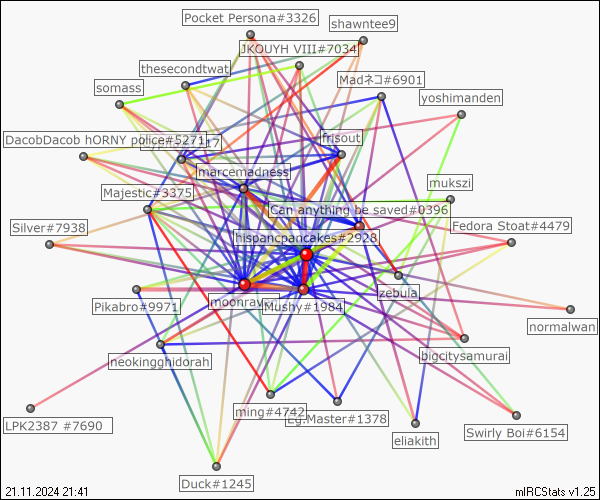 Pocket Persona#3326
shawntee9
JKOUYH VIII#7034
thesecondtwat
Madネコ#6901
somass
yoshimanden
DacobDacob hORNY police#5271
frisout
marcemadness
mukszi
Majestic#3375
Can anything be saved#0396
Silver#7938
Fedora Stoat#4479
hispancpancakes#2928
zebula
Pikabro#9971
Mushy#1984
normalwan
bigcitysamurai
neokingghidorah
LPK2387 #7690
ming#4742
Eg.Master#1378
Swirly Boi#6154
eliakith
Duck#1245
21.11.2024 21:41
mIRCStats v1.25